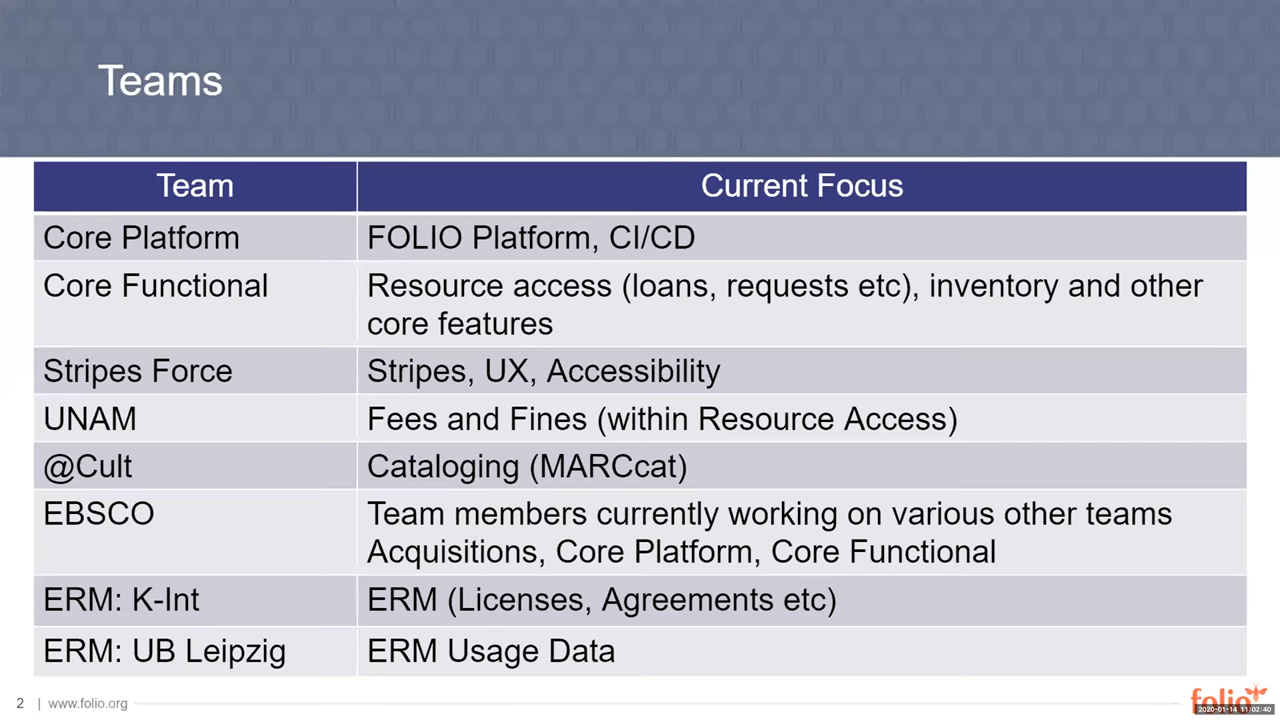 Teams
Team Current Focus
Core Platform FOLIO Platform, CI/CD
Core Functional Resource access (loans, requests etc), inventory and other
core features
Stripes Force Stripes, UX, Accessibility
UNAM Fees and Fines (within Resource Access)
@Cult Cataloging (MARCcat)
EBSCO Team members currently working on various other teams
Acquisitions, Core Platform, Core Functional
ERM: K-Int ERM (Licenses, Agreements etc)
ERM: UB Leipzig ERM Usage Data
2 | www.folio.org
folio
2020-01-14 11:02:40